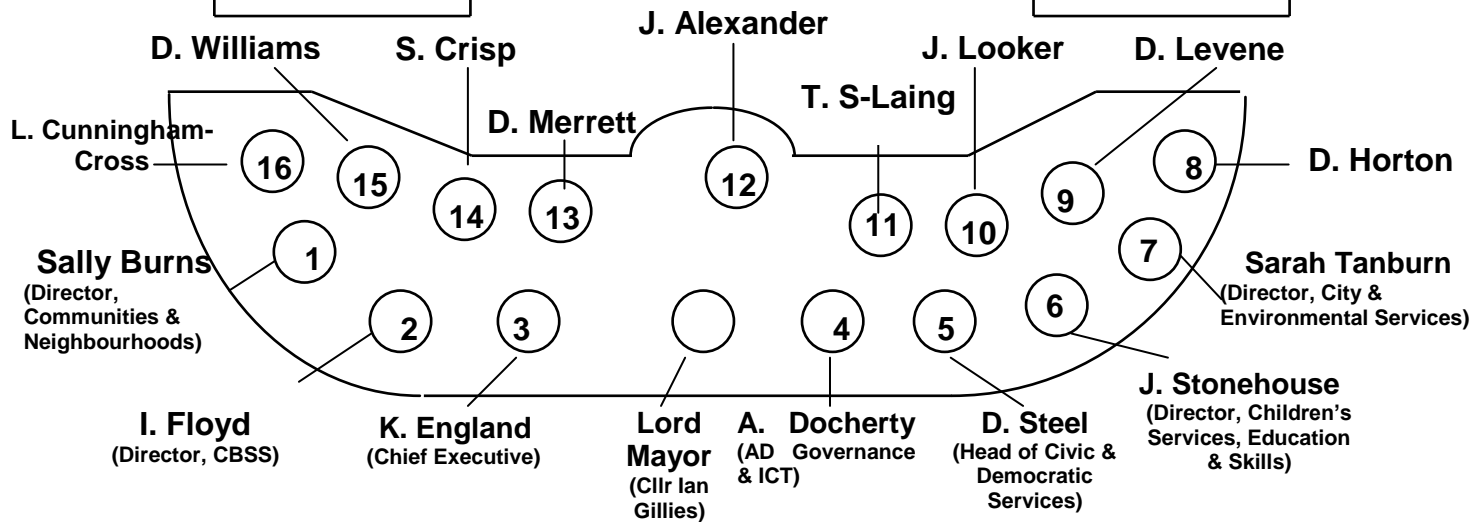 J. Alexander
D. Williams
S. Crisp
J. Looker
D. Levene
T. S-Laing
L. Cunningham-
Cross
D. Merrett
D. Horton
16
15
14
13
12
11
10
9
8
1
7
Sally Burns
(Director,
Communities &
Neighbourhoods)
Sarah Tanburn
(Director, City &
Environmental Services)
2
3
4
5
6
I. Floyd
(Director, CBSS)
K. England
(Chief Executive)
Lord
Mayor
(Cllr Ian
Gillies)
A. Docherty
(AD Governance
& ICT)
D. Steel
(Head of Civic &
Democratic
Services)
J. Stonehouse
(Director, Children's
Services, Education
& Skills)